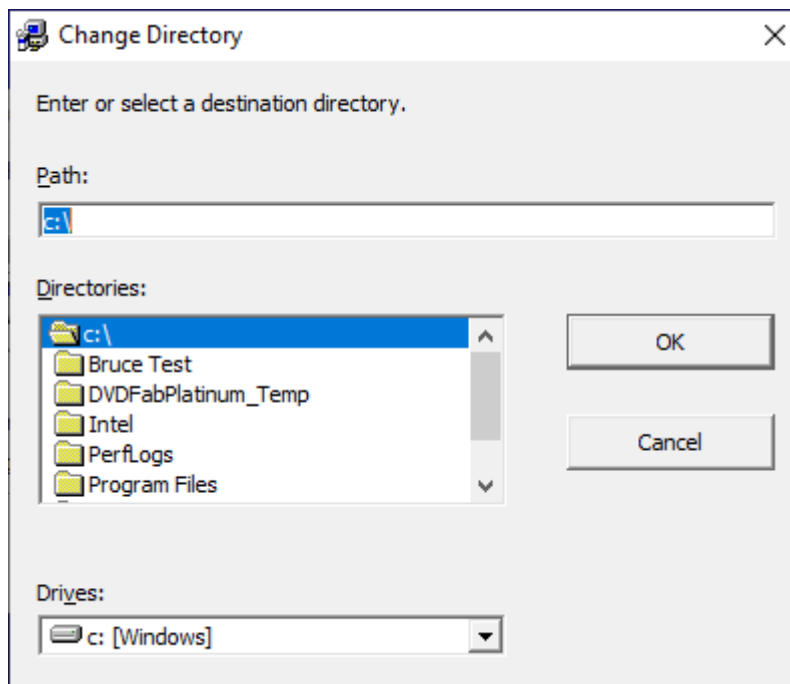 Change Directory
Enter or select a destination directory.
Path:
c:\
Directories:
c:\
Bruce Test
DVDFabPlatinum_Temp
Intel
PerfLogs
Program Files
OK
Cancel
Drives:
c: [Windows]